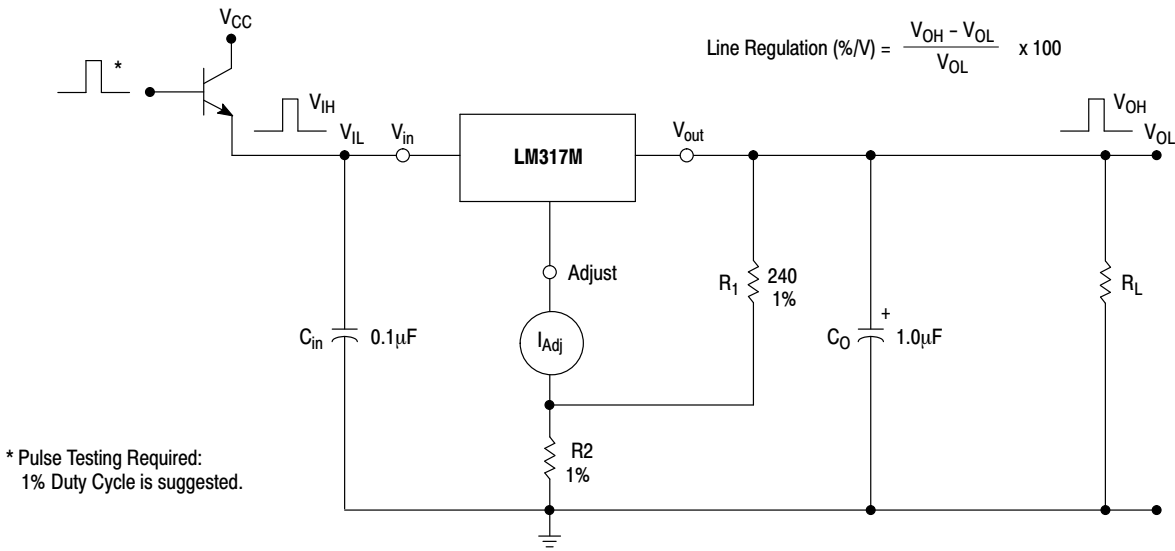 V_CC
Line Regulation (%/V) = V_OH – V_OL / V_OL x 100
*
V_IH
V_IL
V_in
LM317M
V_out
V_OH
V_OL
Adjust
R_1
240
1%
R_L
C_in
0.1µF
I_Adj
C_O
+
1.0µF
R2
1%
* Pulse Testing Required:
1% Duty Cycle is suggested.